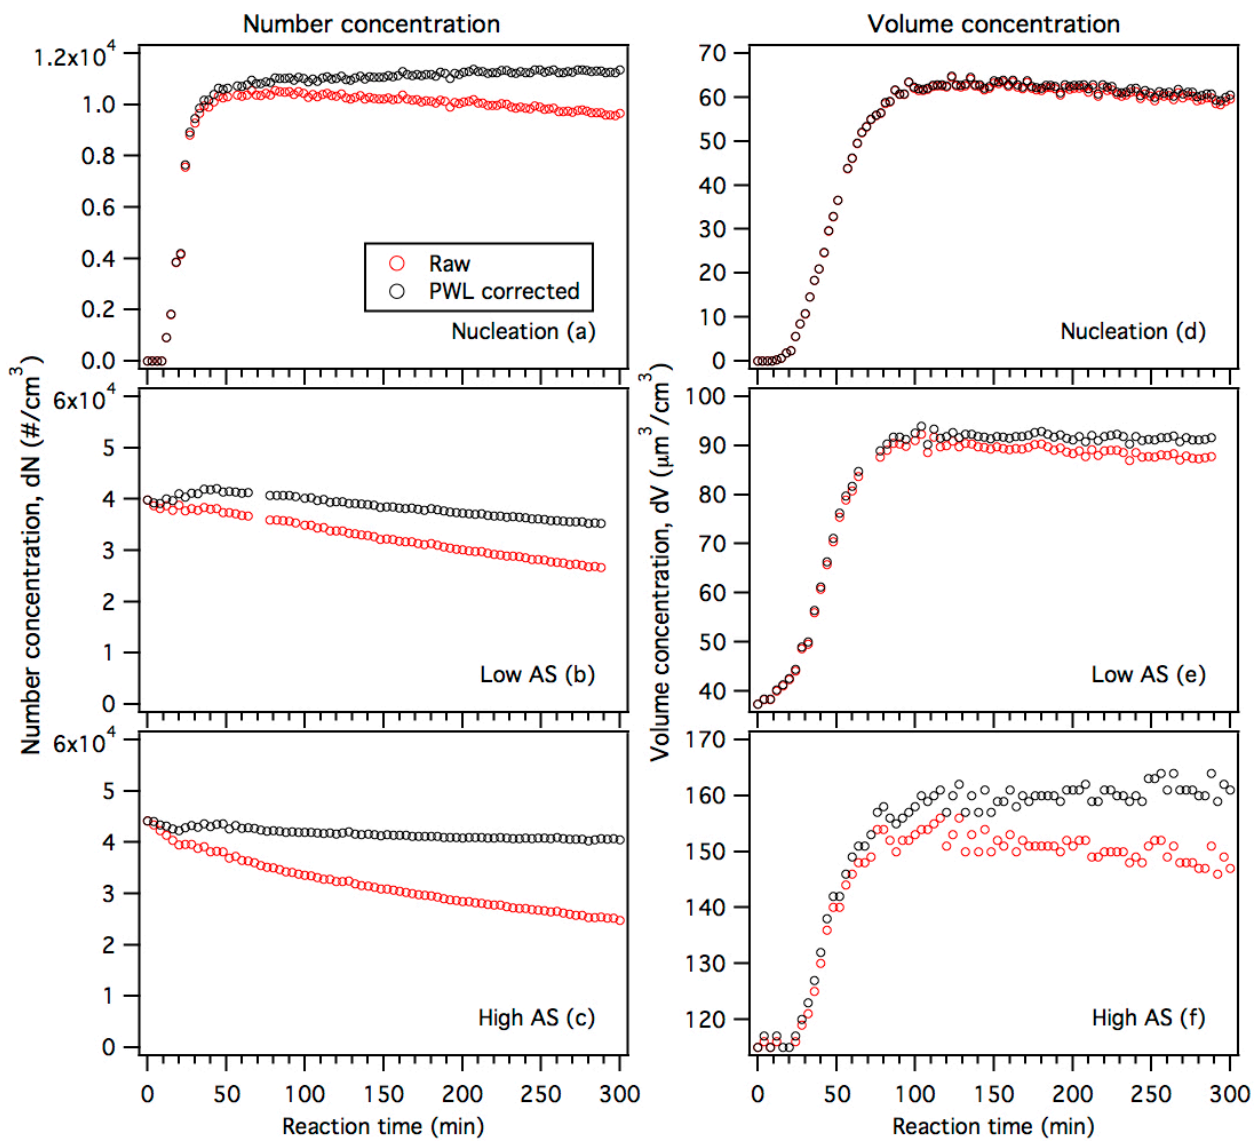 Number concentration
Volume concentration
1.2x10⁴
1.0
0.8
0.6
0.4
0.2
0.0
Raw
PWL corrected
Nucleation (a)
70
60
50
40
30
20
10
0
Nucleation (d)
Number concentration, dN (#/cm³)
6x10⁴
5
4
3
2
1
0
Low AS (b)
Volume concentration, dV (μm³/cm³)
100
90
80
70
60
50
40
Low AS (e)
6x10⁴
5
4
3
2
1
0
High AS (c)
170
160
150
140
130
120
High AS (f)
0 50 100 150 200 250 300
0 50 100 150 200 250 300
Reaction time (min)
Reaction time (min)